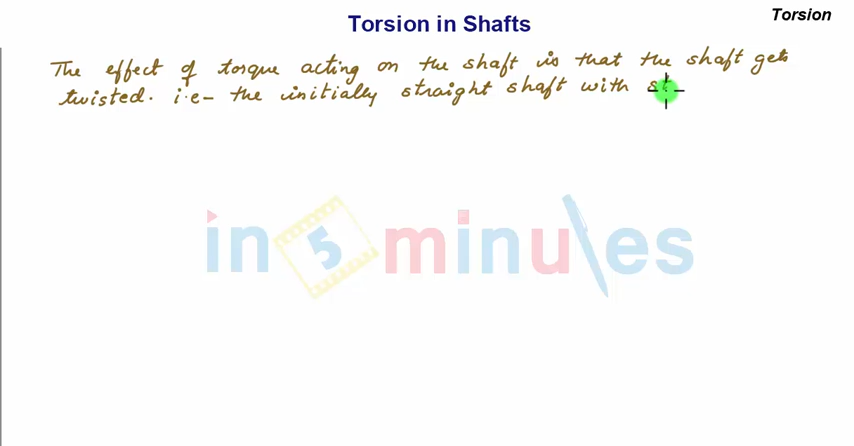 Torsion in Shafts
Torsion
The effect of torque acting on the shaft is that the shaft gets
twisted. i.e- the initially straight shaft with st
in 5 minutes